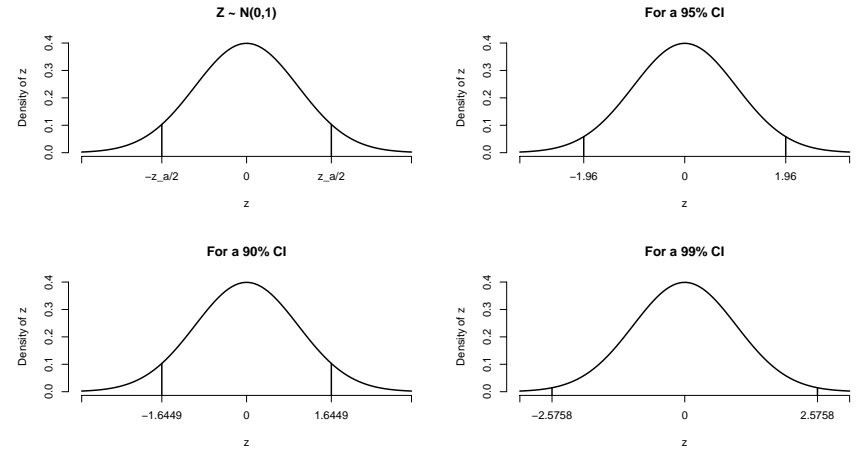 Z ~ N(0,1)
Density of z
0.0 0.1 0.2 0.3 0.4
−z_a/2 0 z_a/2
z
For a 95% CI
Density of z
0.0 0.1 0.2 0.3 0.4
−1.96 0 1.96
z
For a 90% CI
Density of z
0.0 0.1 0.2 0.3 0.4
−1.6449 0 1.6449
z
For a 99% CI
Density of z
0.0 0.1 0.2 0.3 0.4
−2.5758 0 2.5758
z